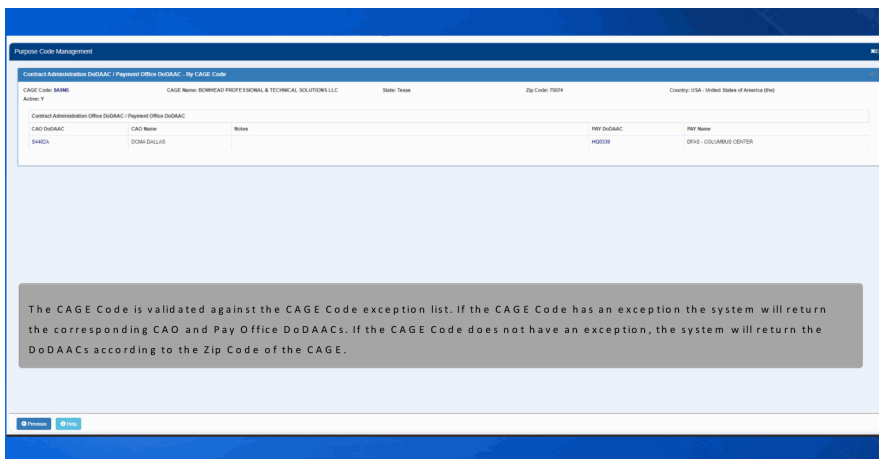 Purpose Code Management
Contract Administration DoDAAC / Payment Office DoDAAC - By CAGE Code
CAGE Code: 8A9N6 CAGE Name: BOWHEAD PROFESSIONAL & TECHNICAL SOLUTIONS LLC State: Texas Zip Code: 75074 Country: USA - United States of America (the)
Active: Y
Contract Administration Office DoDAAC / Payment Office DoDAAC
CAO DoDAAC CAO Name Notes PAY DoDAAC PAY Name
S4402A DCMA DALLAS HQ0339 DFAS - COLUMBUS CENTER
The CAGE Code is validated against the CAGE Code exception list. If the CAGE Code has an exception the system will return
the corresponding CAO and Pay Office DoDAACs. If the CAGE Code does not have an exception, the system will return the
DoDAACs according to the Zip Code of the CAGE.
Previous Help